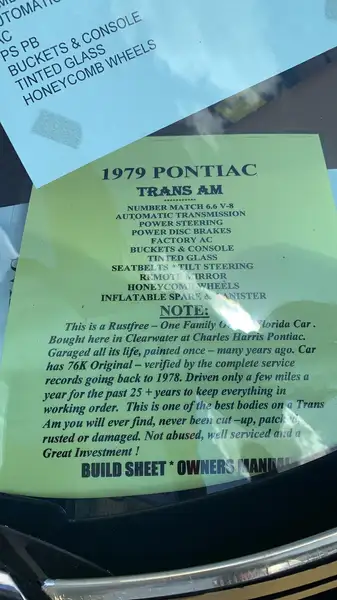 UTOMATIC
AC
PS PB
BUCKETS & CONSOLE
TINTED GLASS
HONEYCOMB WHEELS
1979 PONTIAC
TRANS AM
NUMBER MATCH 6.6 V-8
AUTOMATIC TRANSMISSION
POWER STEERING
POWER DISC BRAKES
FACTORY AC
BUCKETS & CONSOLE
TINTED GLASS
SEATBELTS * TILT STEERING
REMOTE MIRROR
HONEYCOMB WHEELS
INFLATABLE SPARE & CANISTER
NOTE:
This is a Rustfree – One Family Florida Car .
Bought here in Clearwater at Charles Harris Pontiac.
Garaged all its life, painted once – many years ago. Car
has 76K Original – verified by the complete service
records going back to 1978. Driven only a few miles a
year for the past 25 + years to keep everything in
working order. This is one of the best bodies on a Trans
Am you will ever find, never been cut –up, patch
rusted or damaged. Not abused, well serviced and a
Great Investment !
BUILD SHEET * OWNERS MANUAL